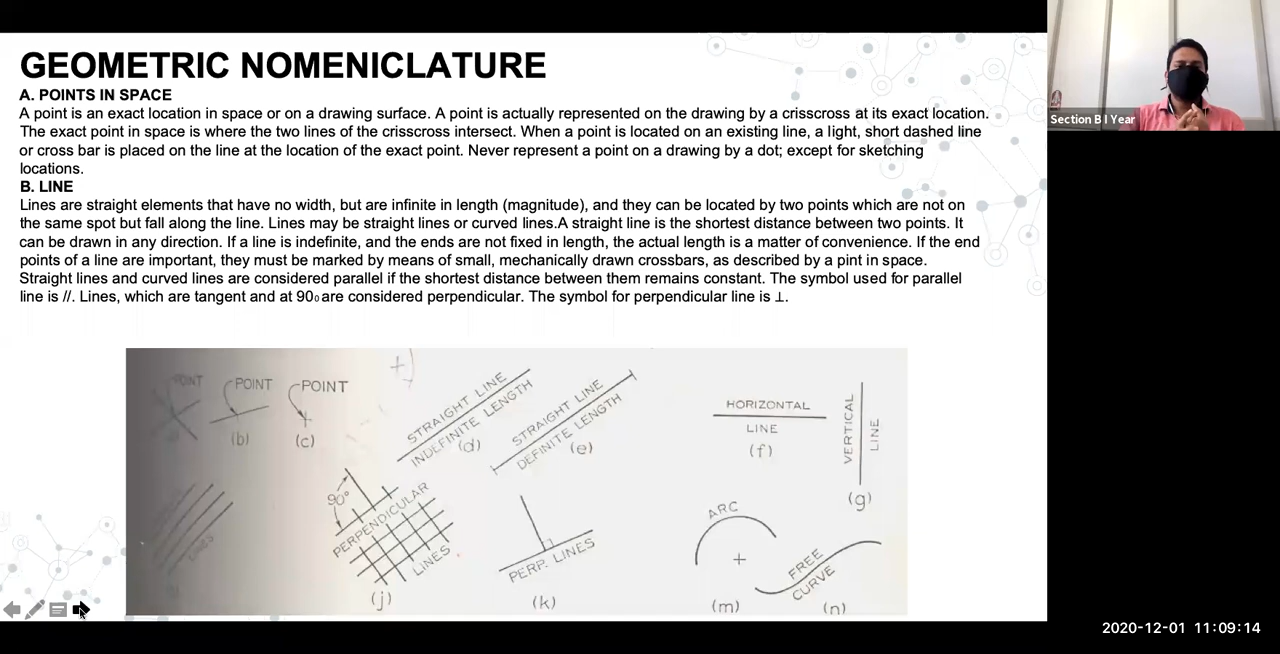 GEOMETRIC NOMENICLATURE
A. POINTS IN SPACE
A point is an exact location in space or on a drawing surface. A point is actually represented on the drawing by a crisscross at its exact location.
The exact point in space is where the two lines of the crisscross intersect. When a point is located on an existing line, a light, short dashed line
or cross bar is placed on the line at the location of the exact point. Never represent a point on a drawing by a dot; except for sketching
locations.
B. LINE
Lines are straight elements that have no width, but are infinite in length (magnitude), and they can be located by two points which are not on
the same spot but fall along the line. Lines may be straight lines or curved lines.A straight line is the shortest distance between two points. It
can be drawn in any direction. If a line is indefinite, and the ends are not fixed in length, the actual length is a matter of convenience. If the end
points of a line are important, they must be marked by means of small, mechanically drawn crossbars, as described by a pint in space.
Straight lines and curved lines are considered parallel if the shortest distance between them remains constant. The symbol used for parallel
line is //. Lines, which are tangent and at 90₀ are considered perpendicular. The symbol for perpendicular line is ⊥.
Section B I Year
POINT
POINT
POINT
(b)
(c)
STRAIGHT LINE
INDEFINITE LENGTH
(d)
STRAIGHT LINE
DEFINITE LENGTH
(e)
HORIZONTAL
LINE
(f)
VERTICAL
LINE
(g)
LINES
90°
PERPENDICULAR
LINES
(j)
PERP. LINES
(k)
ARC
(m)
FREE
CURVE
(n)
2020-12-01 11:09:14